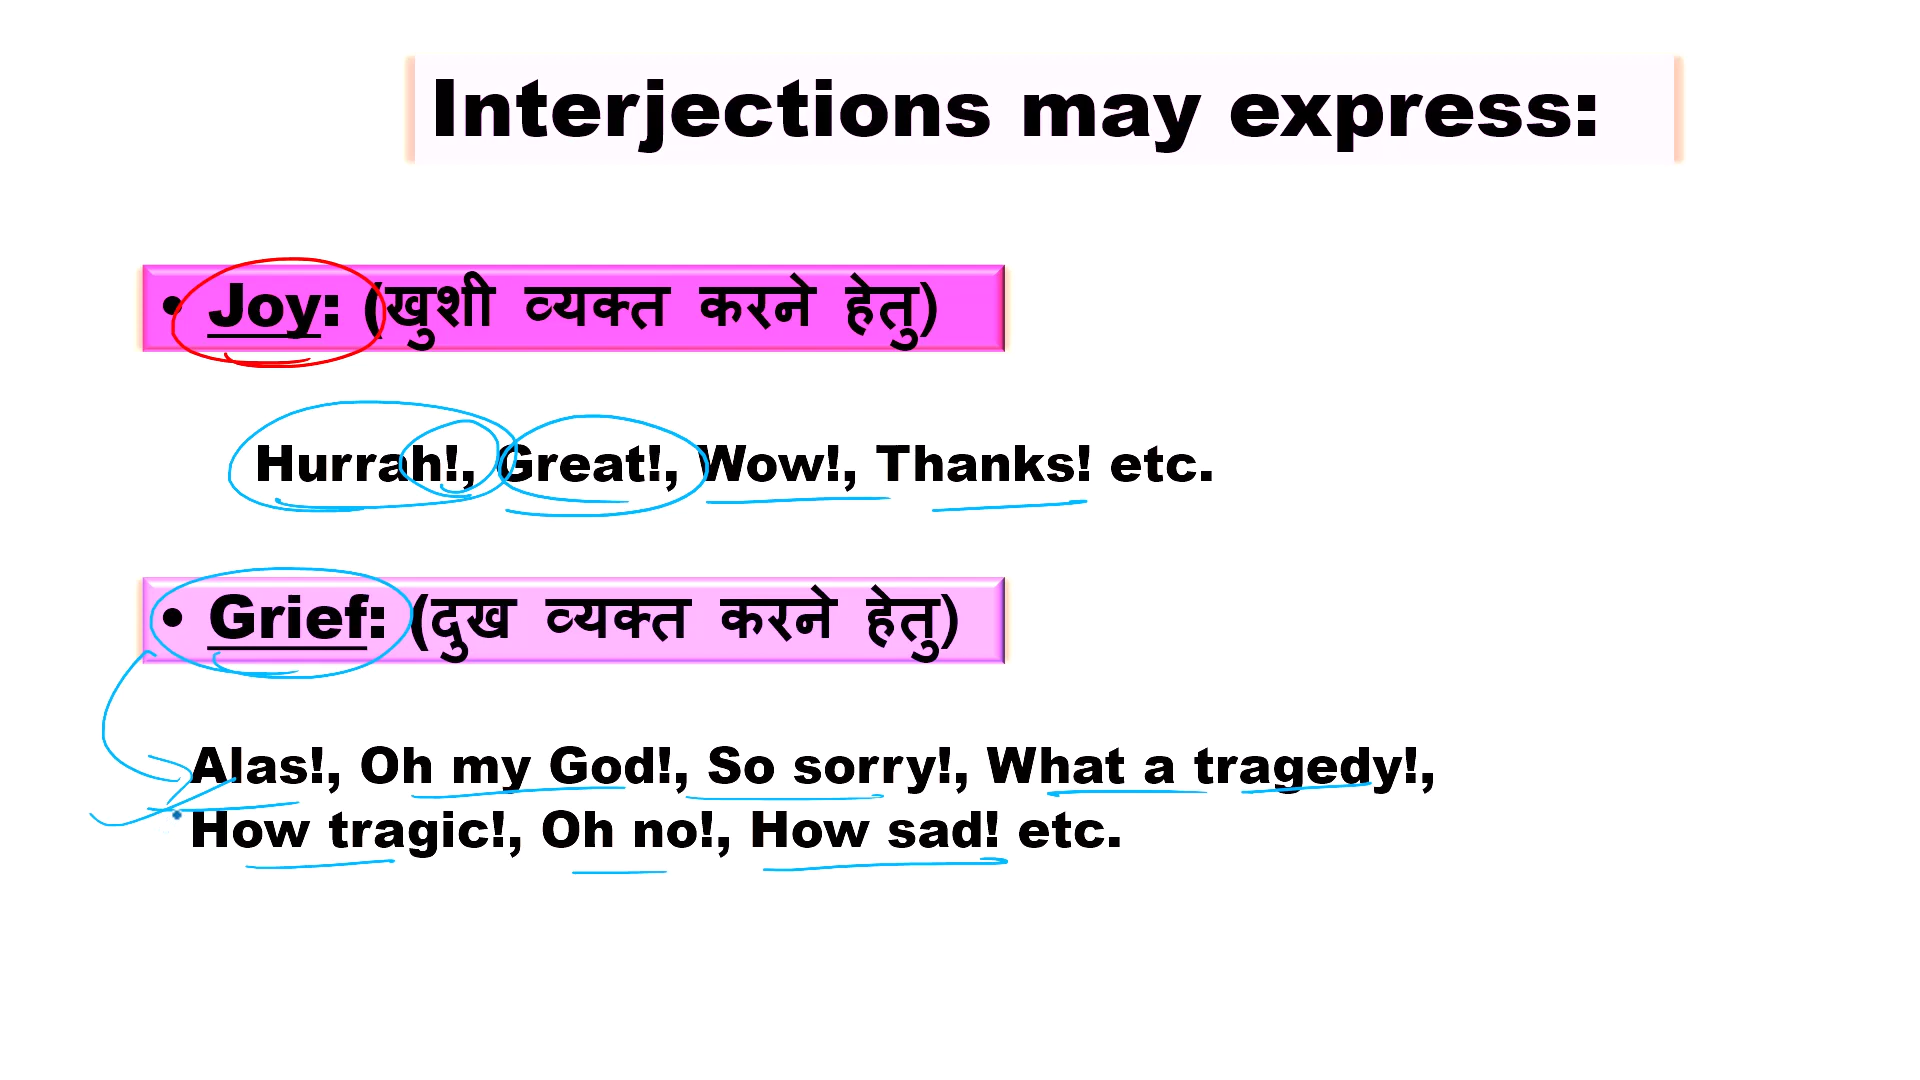 Interjections may express:
• Joy: (खुशी व्यक्त करने हेतु)
Hurrah!, Great!, Wow!, Thanks! etc.
• Grief: (दुख व्यक्त करने हेतु)
Alas!, Oh my God!, So sorry!, What a tragedy!,
How tragic!, Oh no!, How sad! etc.